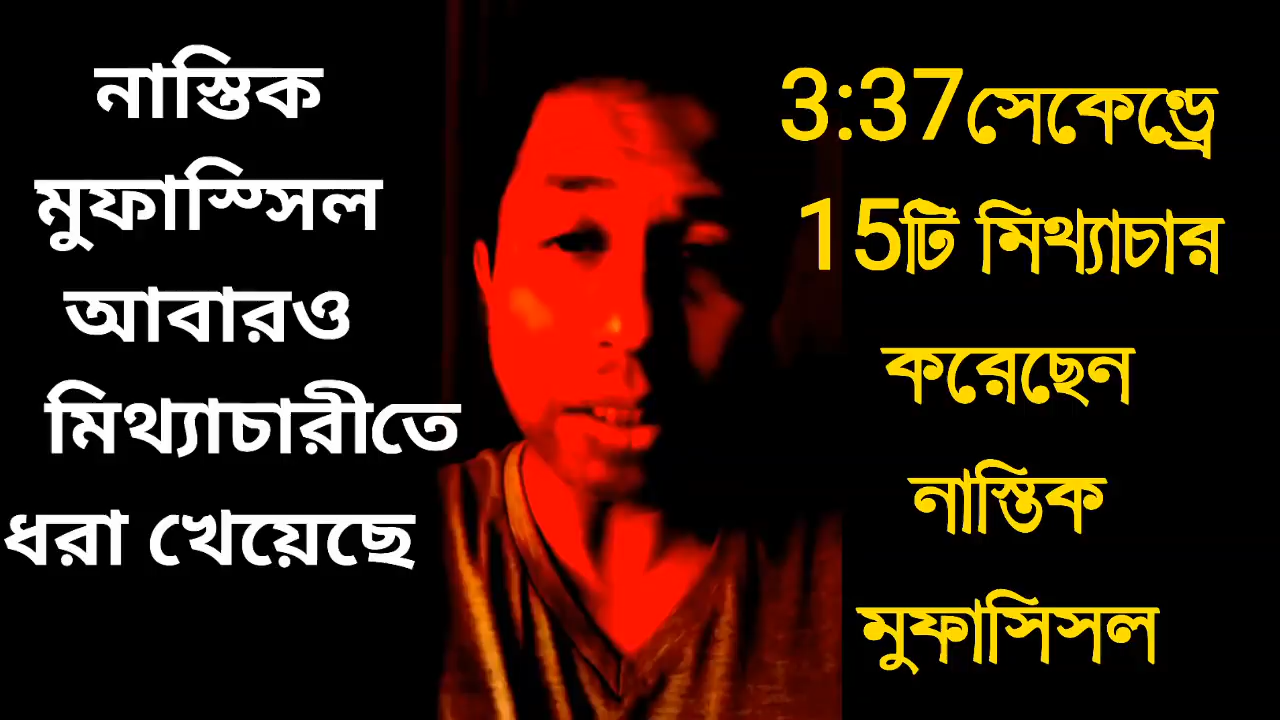 নাস্তিক
মুফাস্সিল
আবারও
মিথ্যাচারীতে
ধরা খেয়েছে
3:37সেকেন্ড্রে
15টি মিথ্যাচার
করেছেন
নাস্তিক
মুফাসিসল